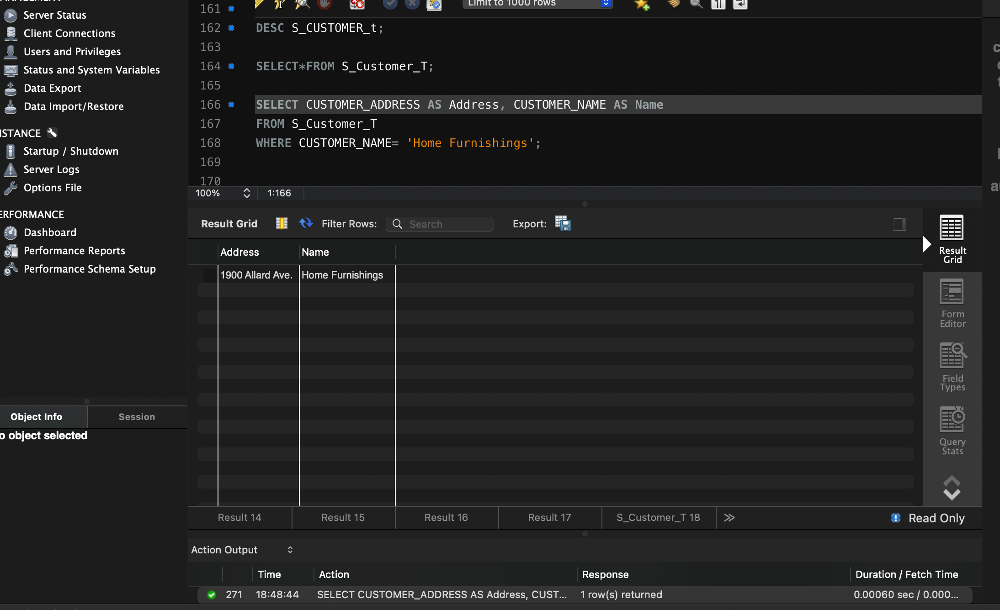 Server Status
Client Connections
Users and Privileges
Status and System Variables
Data Export
Data Import/Restore
STANCE
Startup / Shutdown
Server Logs
Options File
ERFORMANCE
Dashboard
Performance Reports
Performance Schema Setup
Object Info
Session
o object selected
Limit to 1000 rows
161
162 DESC S_CUSTOMER_t;
163
164 SELECT*FROM S_Customer_T;
165
166 SELECT CUSTOMER_ADDRESS AS Address, CUSTOMER_NAME AS Name
167 FROM S_Customer_T
168 WHERE CUSTOMER_NAME= 'Home Furnishings';
169
170
100% 1:166
Result Grid Filter Rows: Search Export:
Address Name
1900 Allard Ave. Home Furnishings
Result
Grid
Form
Editor
Field
Types
Query
Stats
Result 14 Result 15 Result 16 Result 17 S_Customer_T 18 Read Only
Action Output
Time Action Response Duration / Fetch Time
271 18:48:44 SELECT CUSTOMER_ADDRESS AS Address, CUST... 1 row(s) returned 0.00060 sec / 0.000...